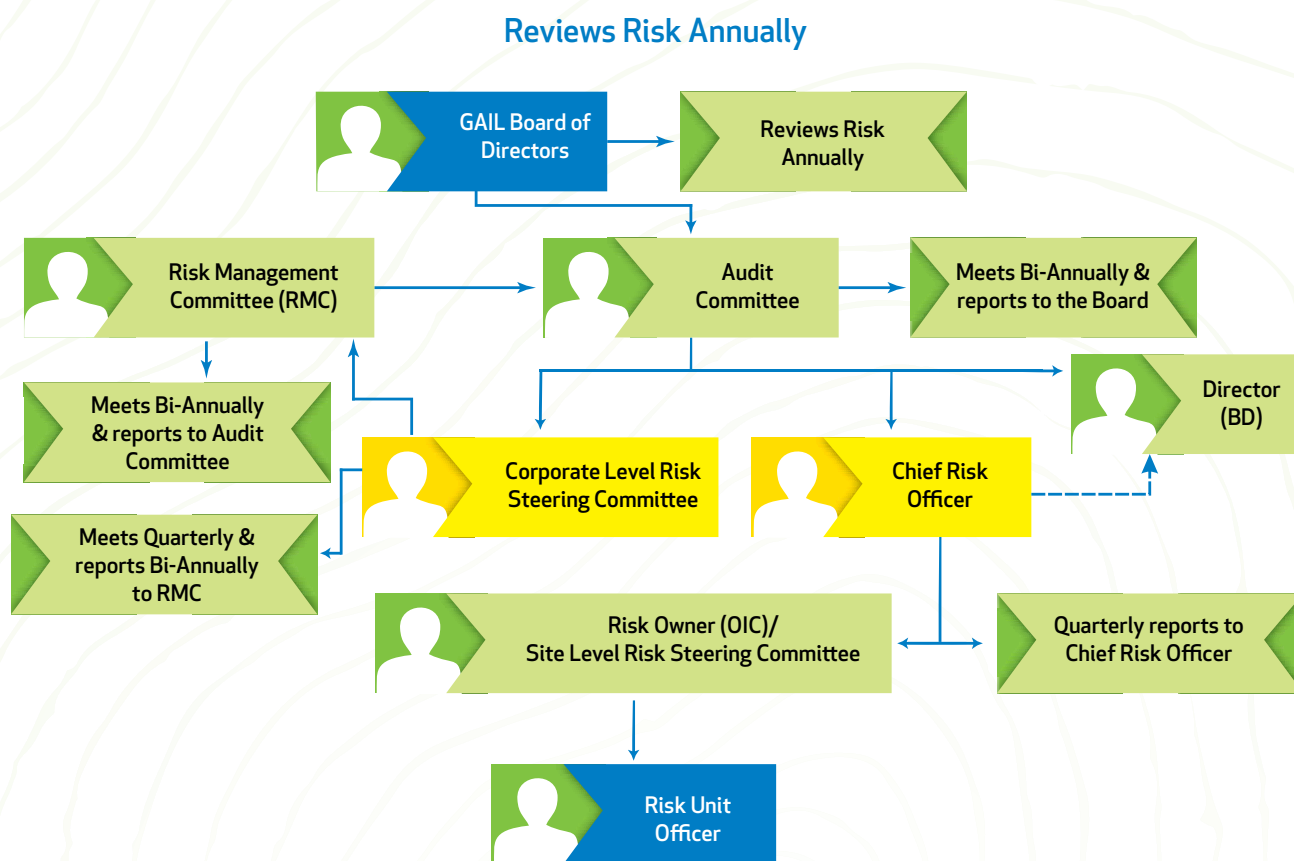 Reviews Risk Annually
GAIL Board of
Directors
Reviews Risk
Annually
Risk Management
Committee (RMC)
Audit
Committee
Meets Bi-Annually &
reports to the Board
Meets Bi-Annually
& reports to Audit
Committee
Director
(BD)
Corporate Level Risk
Steering Committee
Chief Risk
Officer
Meets Quarterly &
reports Bi-Annually
to RMC
Risk Owner (OIC)/
Site Level Risk Steering Committee
Quarterly reports to
Chief Risk Officer
Risk Unit
Officer